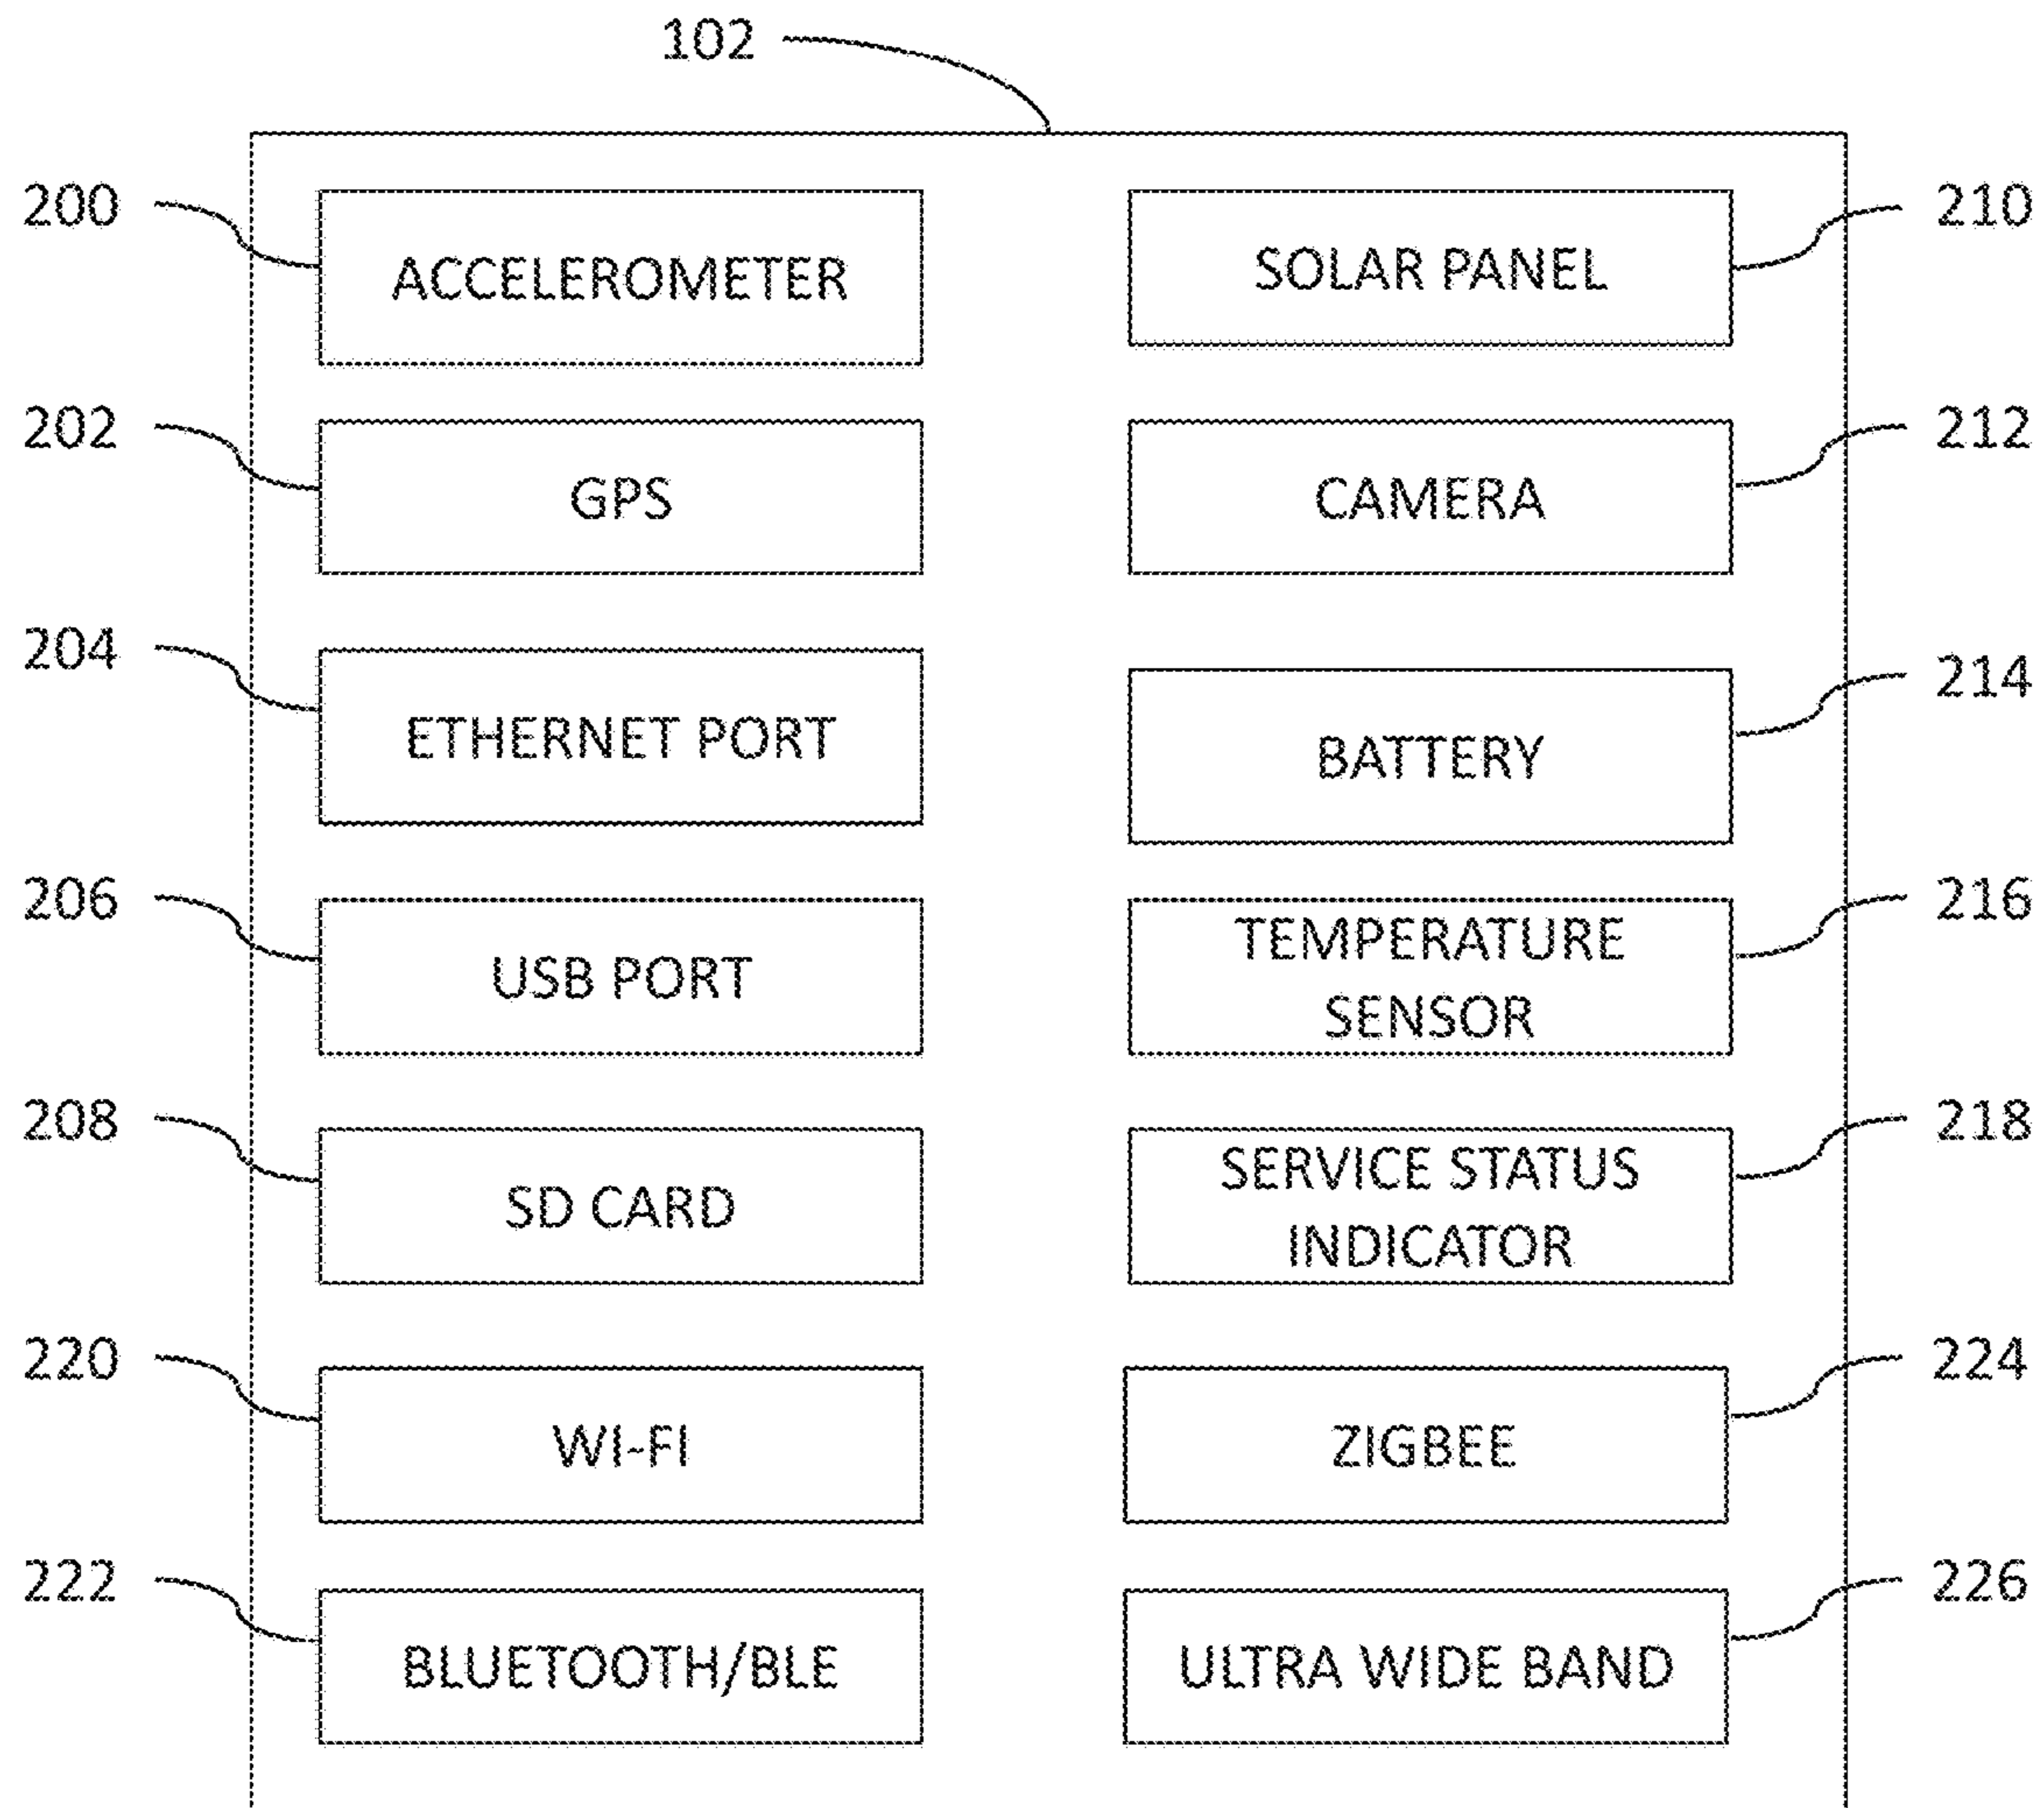 102
200
ACCELEROMETER
SOLAR PANEL
210
202
GPS
CAMERA
212
204
ETHERNET PORT
BATTERY
214
206
USB PORT
TEMPERATURE
SENSOR
216
208
SD CARD
SERVICE STATUS
INDICATOR
218
220
WI-FI
ZIGBEE
224
222
BLUETOOTH/BLE
ULTRA WIDE BAND
226